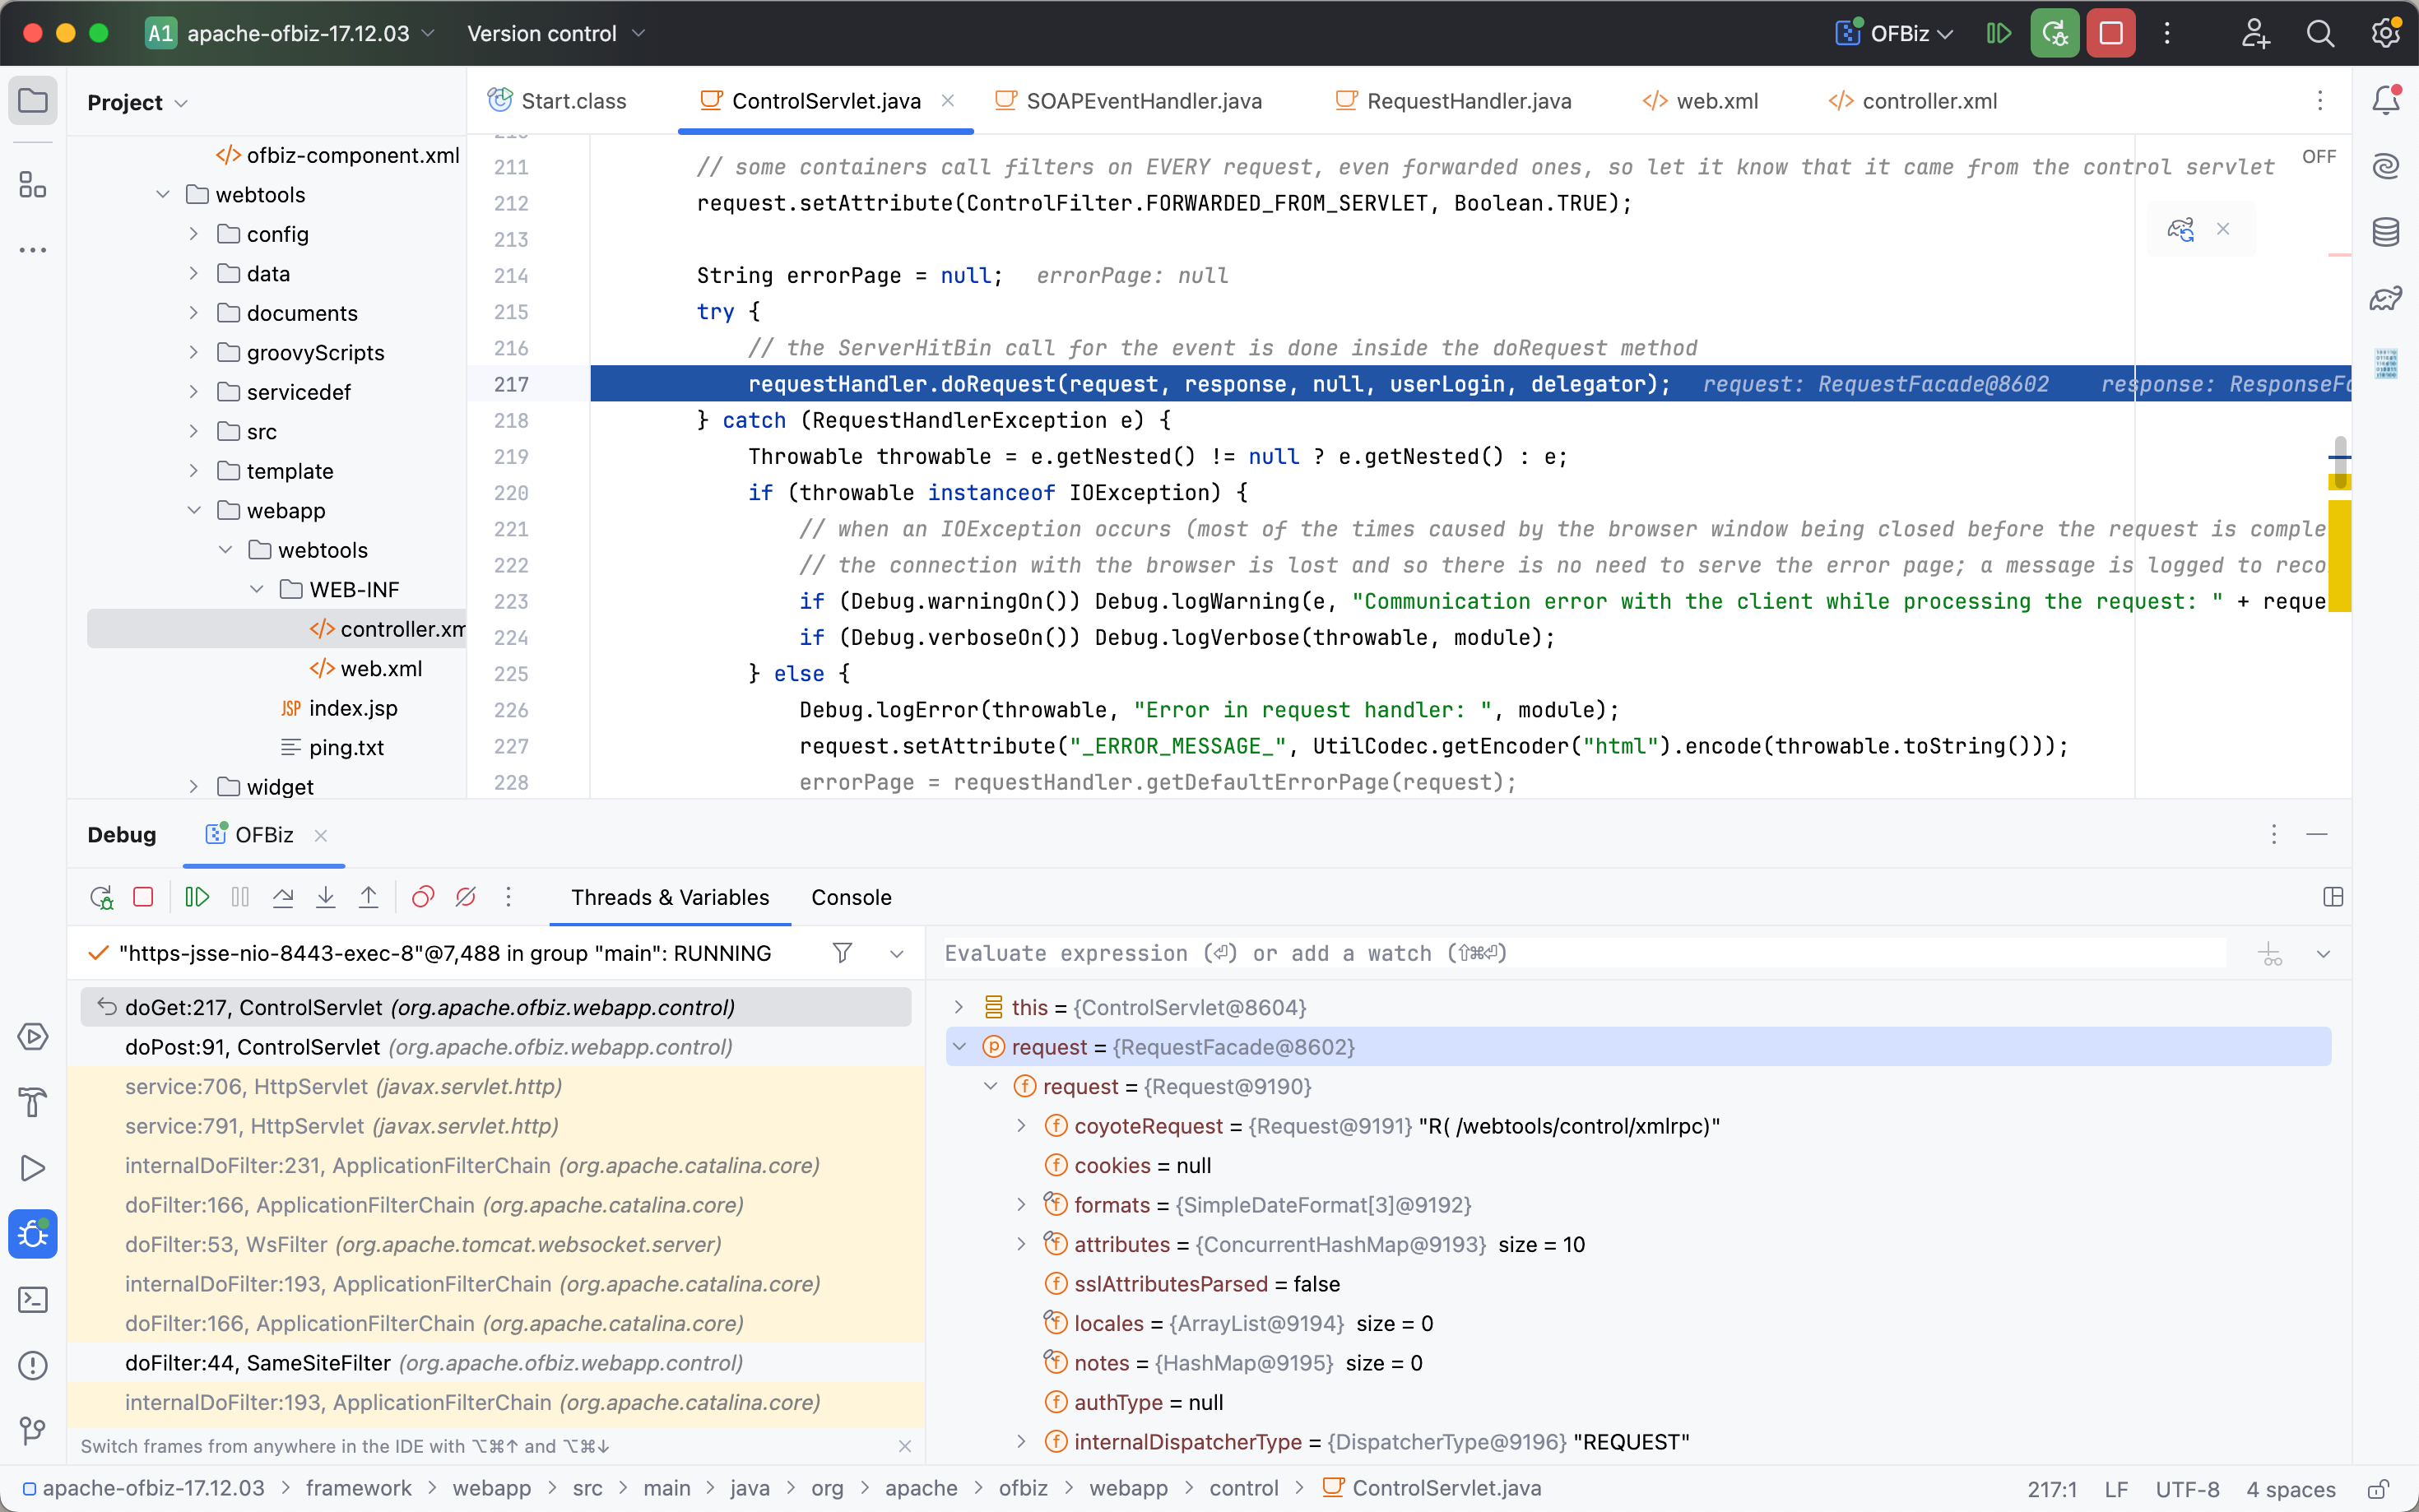 A1 apache-ofbiz-17.12.03 Version control OFBiz
Project
Start.class ControlServlet.java SOAPEventHandler.java RequestHandler.java web.xml controller.xml
ofbiz-component.xml
webtools
config
data
documents
groovyScripts
servicedef
src
template
webapp
webtools
WEB-INF
controller.xm
web.xml
JSP index.jsp
ping.txt
widget
OFF
211 // some containers call filters on EVERY request, even forwarded ones, so let it know that it came from the control servlet
212 request.setAttribute(ControlFilter.FORWARDED_FROM_SERVLET, Boolean.TRUE);
213
214 String errorPage = null; errorPage: null
215 try {
216 // the ServerHitBin call for the event is done inside the doRequest method
217 requestHandler.doRequest(request, response, null, userLogin, delegator); request: RequestFacade@8602 response: ResponseFa
218 } catch (RequestHandlerException e) {
219 Throwable throwable = e.getNested() != null ? e.getNested() : e;
220 if (throwable instanceof IOException) {
221 // when an IOException occurs (most of the times caused by the browser window being closed before the request is comple
222 // the connection with the browser is lost and so there is no need to serve the error page; a message is logged to reco
223 if (Debug.warningOn()) Debug.logWarning(e, "Communication error with the client while processing the request: " + reque
224 if (Debug.verboseOn()) Debug.logVerbose(throwable, module);
225 } else {
226 Debug.logError(throwable, "Error in request handler: ", module);
227 request.setAttribute("_ERROR_MESSAGE_", UtilCodec.getEncoder("html").encode(throwable.toString()));
228 errorPage = requestHandler.getDefaultErrorPage(request);
Debug OFBiz
Threads & Variables Console
"https-jsse-nio-8443-exec-8"@7,488 in group "main": RUNNING
doGet:217, ControlServlet (org.apache.ofbiz.webapp.control)
doPost:91, ControlServlet (org.apache.ofbiz.webapp.control)
service:706, HttpServlet (javax.servlet.http)
service:791, HttpServlet (javax.servlet.http)
internalDoFilter:231, ApplicationFilterChain (org.apache.catalina.core)
doFilter:166, ApplicationFilterChain (org.apache.catalina.core)
doFilter:53, WsFilter (org.apache.tomcat.websocket.server)
internalDoFilter:193, ApplicationFilterChain (org.apache.catalina.core)
doFilter:166, ApplicationFilterChain (org.apache.catalina.core)
doFilter:44, SameSiteFilter (org.apache.ofbiz.webapp.control)
internalDoFilter:193, ApplicationFilterChain (org.apache.catalina.core)
Switch frames from anywhere in the IDE with ⌥⌘↑ and ⌥⌘↓
Evaluate expression (⏎) or add a watch (⇧⌘⏎)
this = {ControlServlet@8604}
request = {RequestFacade@8602}
request = {Request@9190}
coyoteRequest = {Request@9191} "R( /webtools/control/xmlrpc)"
cookies = null
formats = {SimpleDateFormat[3]@9192}
attributes = {ConcurrentHashMap@9193} size = 10
sslAttributesParsed = false
locales = {ArrayList@9194} size = 0
notes = {HashMap@9195} size = 0
authType = null
internalDispatcherType = {DispatcherType@9196} "REQUEST"
apache-ofbiz-17.12.03 > framework > webapp > src > main > java > org > apache > ofbiz > webapp > control > ControlServlet.java 217:1 LF UTF-8 4 spaces